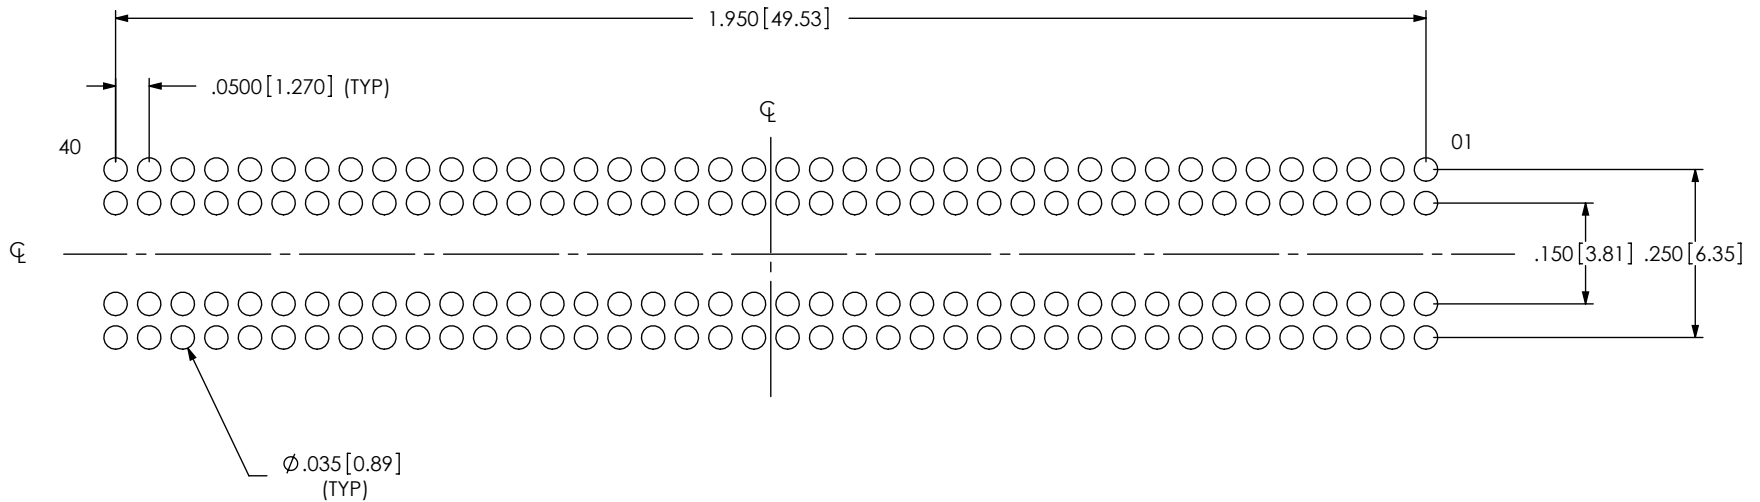 1.950[49.53]
.0500[1.270] (TYP)
℄
40
01
℄
.150[3.81] .250[6.35]
Ø.035[0.89]
(TYP)